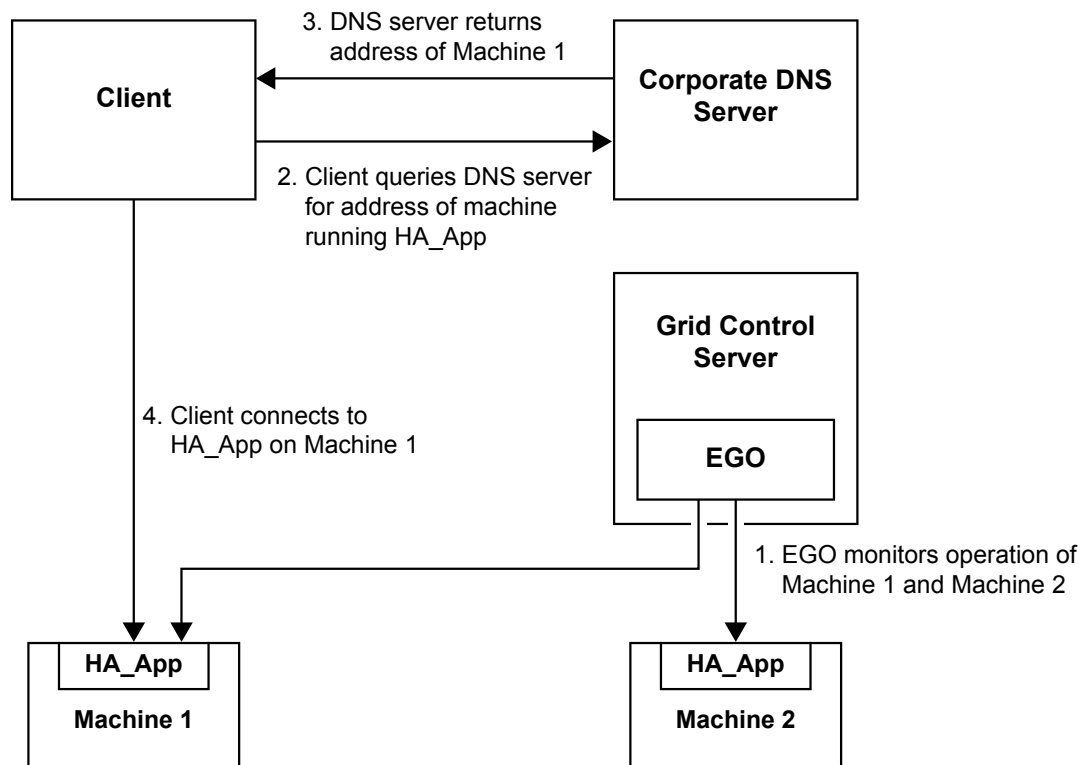 3. DNS server returns
address of Machine 1
Client
Corporate DNS
Server
2. Client queries DNS server
for address of machine
running HA_App
Grid Control
Server
4. Client connects to
HA_App on Machine 1
EGO
1. EGO monitors operation of
Machine 1 and Machine 2
HA_App
Machine 1
HA_App
Machine 2